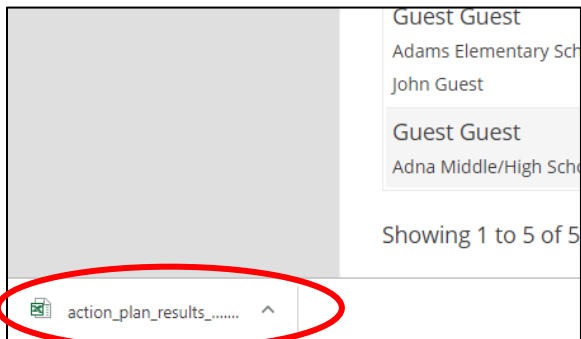 Guest Guest
Adams Elementary Sch
John Guest
Guest Guest
Adna Middle/High Scho
Showing 1 to 5 of 5
action_plan_results_.......